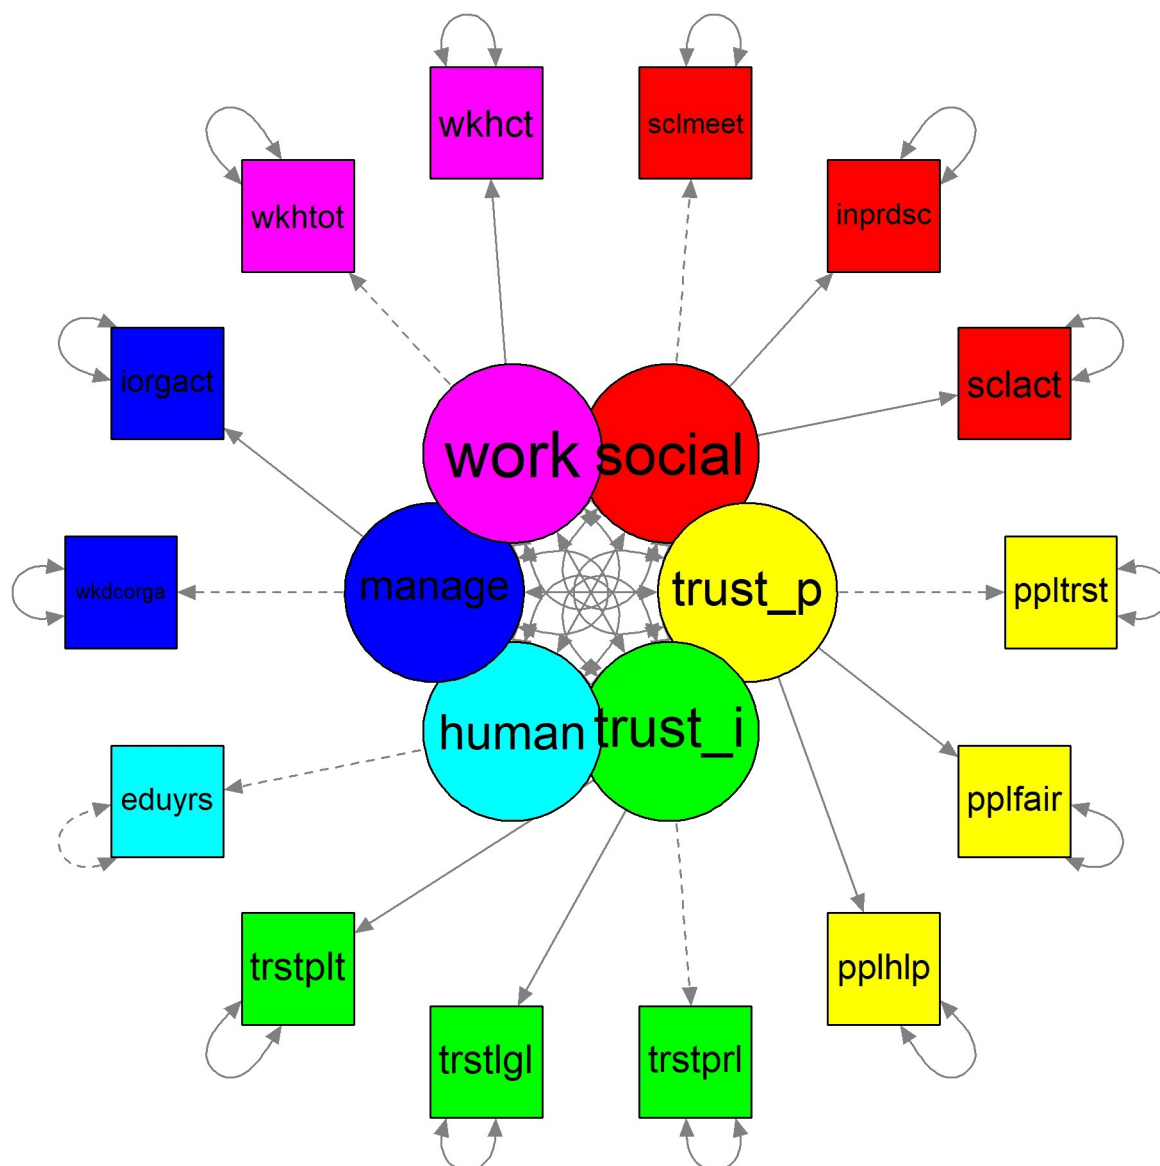 wkhct
sclmeet
wkhtot
inprdsc
iorgact
sclact
work
social
wkdcorga
manage
trust_p
ppltrst
human
trust_i
eduyrs
pplfair
trstplt
pplhlp
trstlgl
trstprl